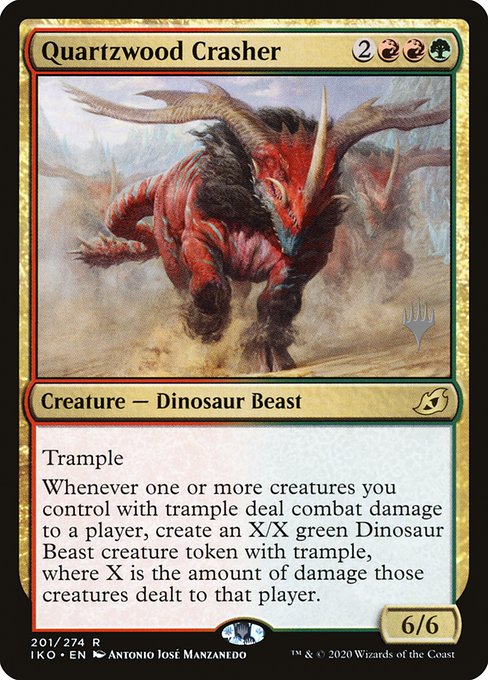 Quartzwood Crasher 2
Creature — Dinosaur Beast
Trample
Whenever one or more creatures you
control with trample deal combat damage
to a player, create an X/X green Dinosaur
Beast creature token with trample,
where X is the amount of damage those
creatures dealt to that player.
6/6
201/274 R
IKO • EN Antonio José Manzanedo
™ & © 2020 Wizards of the Coast